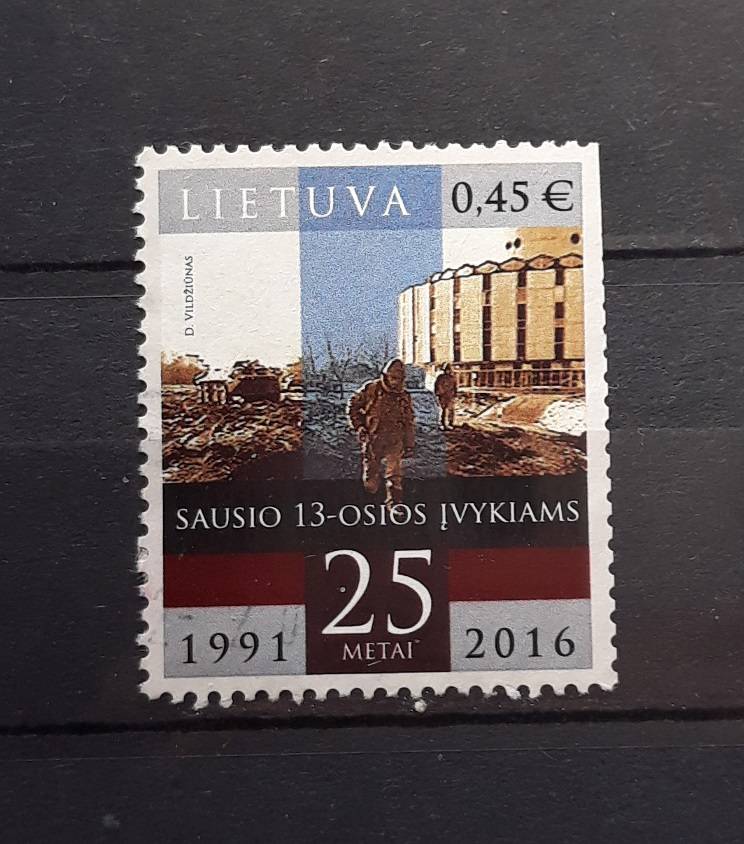 LIETUVA 0,45 €
D. VILDŽIŪNAS
SAUSIO 13-OSIOS ĮVYKIAMS
25
METAI
1991 2016